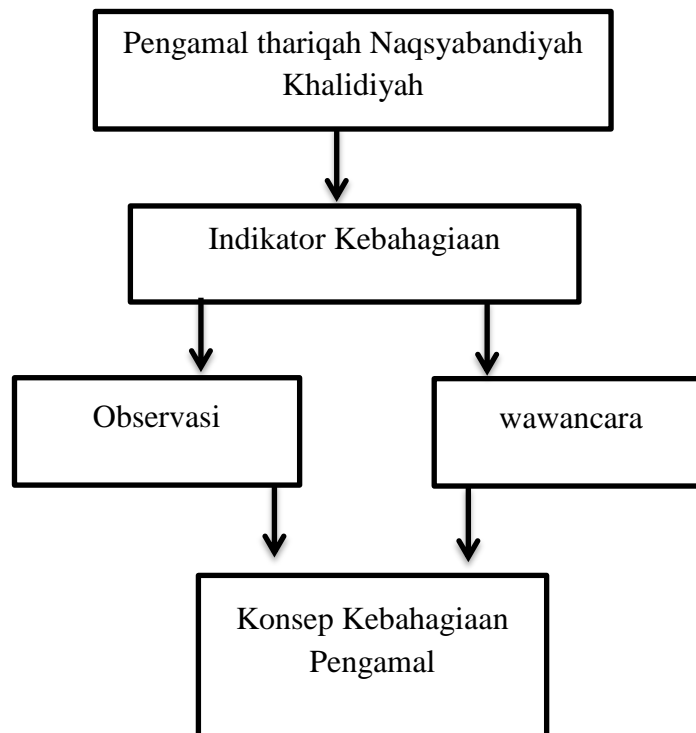 Pengamal thariqah Naqsyabandiyah
Khalidiyah
Indikator Kebahagiaan
Observasi
wawancara
Konsep Kebahagiaan
Pengamal